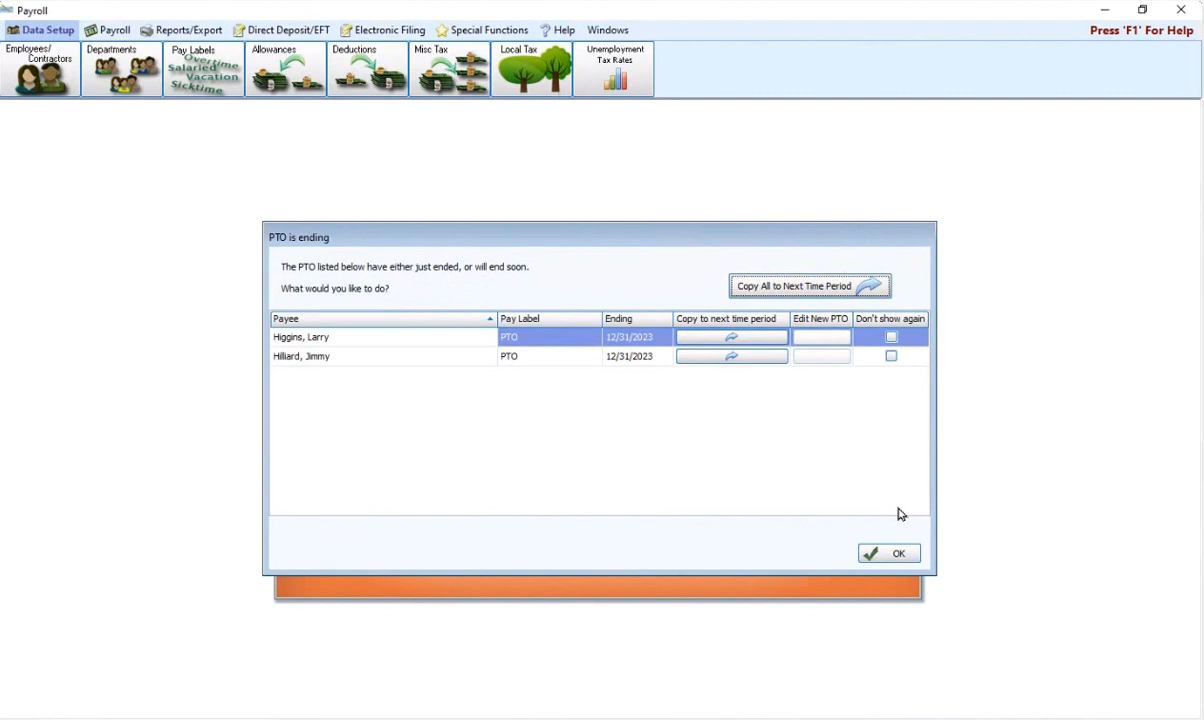 Payroll
Data Setup Payroll Reports/Export Direct Deposit/EFT Electronic Filing Special Functions Help Windows Press 'F1' For Help
Employees/ Contractors
Departments
Pay Labels
Overtime
Salaried
Vacation
Sicktime
Allowances
Deductions
Misc Tax
Local Tax
Unemployment
Tax Rates
PTO is ending
The PTO listed below have either just ended, or will end soon.
What would you like to do?
Copy All to Next Time Period
Payee Pay Label Ending Copy to next time period Edit New PTO Don't show again
Higgins, Larry PTO 12/31/2023
Hilliard, Jimmy PTO 12/31/2023
OK